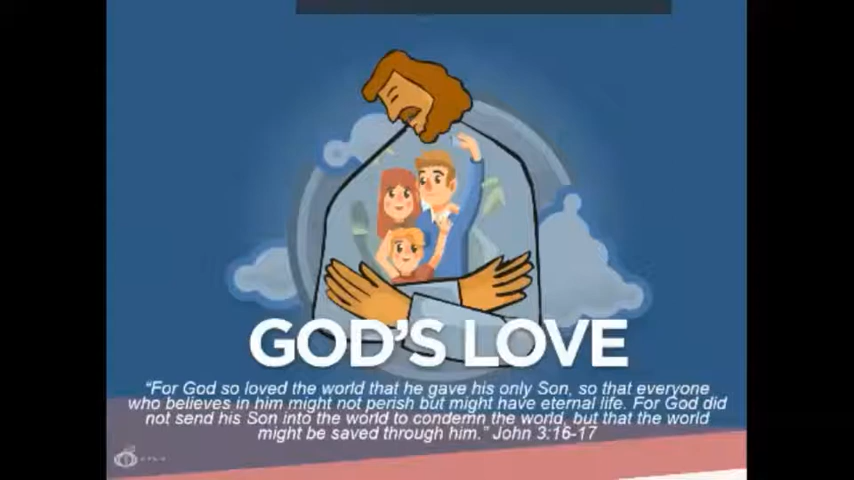 GOD'S LOVE
"For God so loved the world that he gave his only Son, so that everyone
who believes in him might not perish but might have eternal life. For God did
not send his Son into the world to condemn the world, but that the world
might be saved through him." John 3:16-17